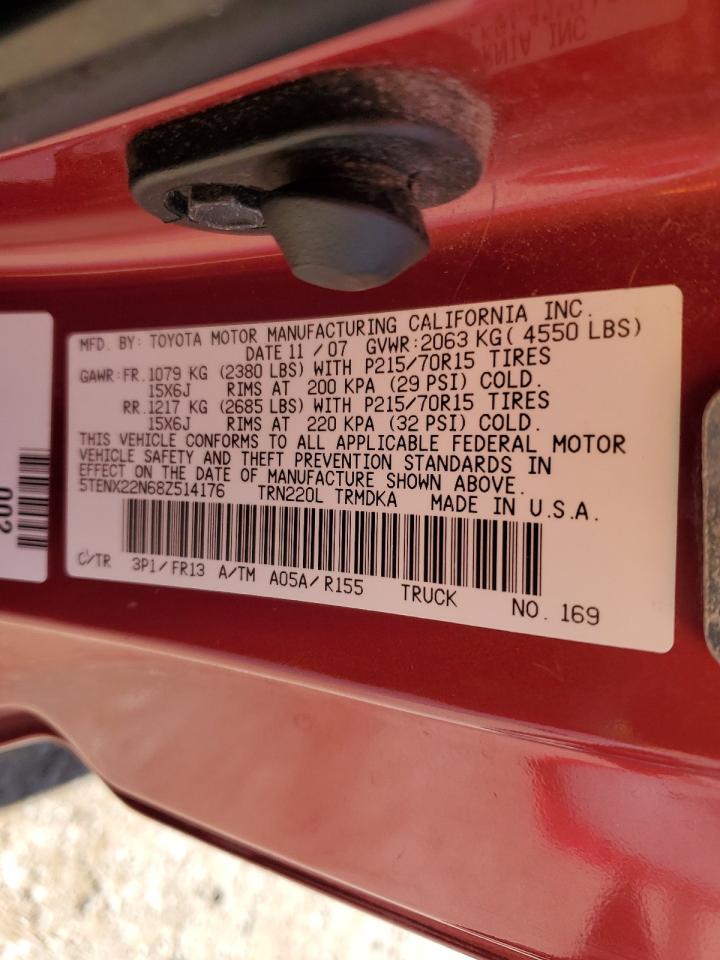 MFD. BY: TOYOTA MOTOR MANUFACTURING CALIFORNIA INC.
DATE 11 /07 GVWR:2063 KG( 4550 LBS)
GAWR:FR.1079 KG (2380 LBS) WITH P215/70R15 TIRES
15X6J RIMS AT 200 KPA (29 PSI) COLD.
RR.1217 KG (2685 LBS) WITH P215/70R15 TIRES
15X6J RIMS AT 220 KPA (32 PSI) COLD.
THIS VEHICLE CONFORMS TO ALL APPLICABLE FEDERAL MOTOR
VEHICLE SAFETY AND THEFT PREVENTION STANDARDS IN
EFFECT ON THE DATE OF MANUFACTURE SHOWN ABOVE.
5TENX22N68Z514176 TRN220L TRMDKA MADE IN U.S.A.
C/TR 3P1/FR13 A/TM A05A/R155 TRUCK NO. 169
002